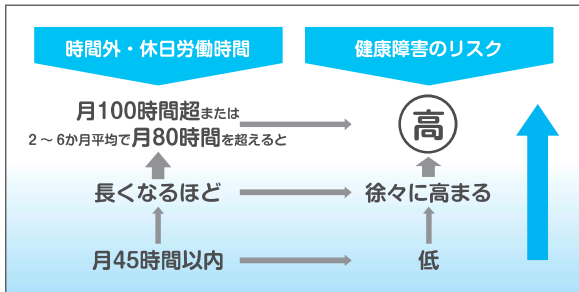 時間外・休日労働時間
健康障害のリスク
月100時間超または
2～6か月平均で月80時間を超えると
高
長くなるほど
徐々に高まる
月45時間以内
低